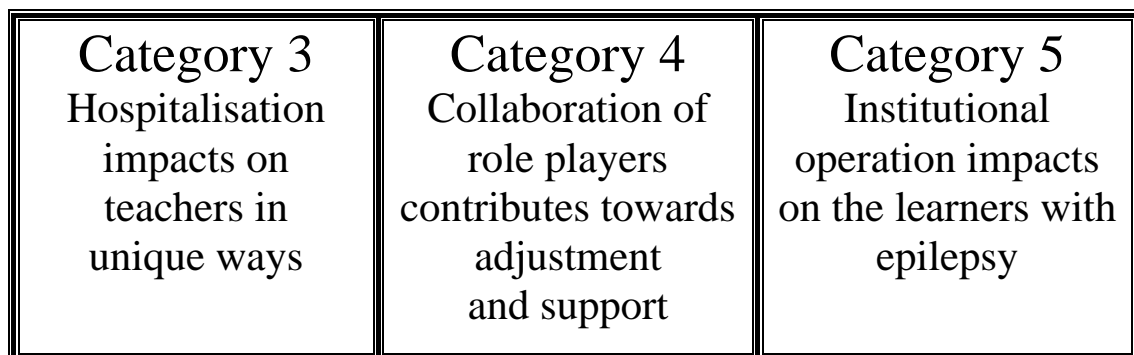 Category 3
Hospitalisation
impacts on
teachers in
unique ways
Category 4
Collaboration of
role players
contributes towards
adjustment
and support
Category 5
Institutional
operation impacts
on the learners with
epilepsy